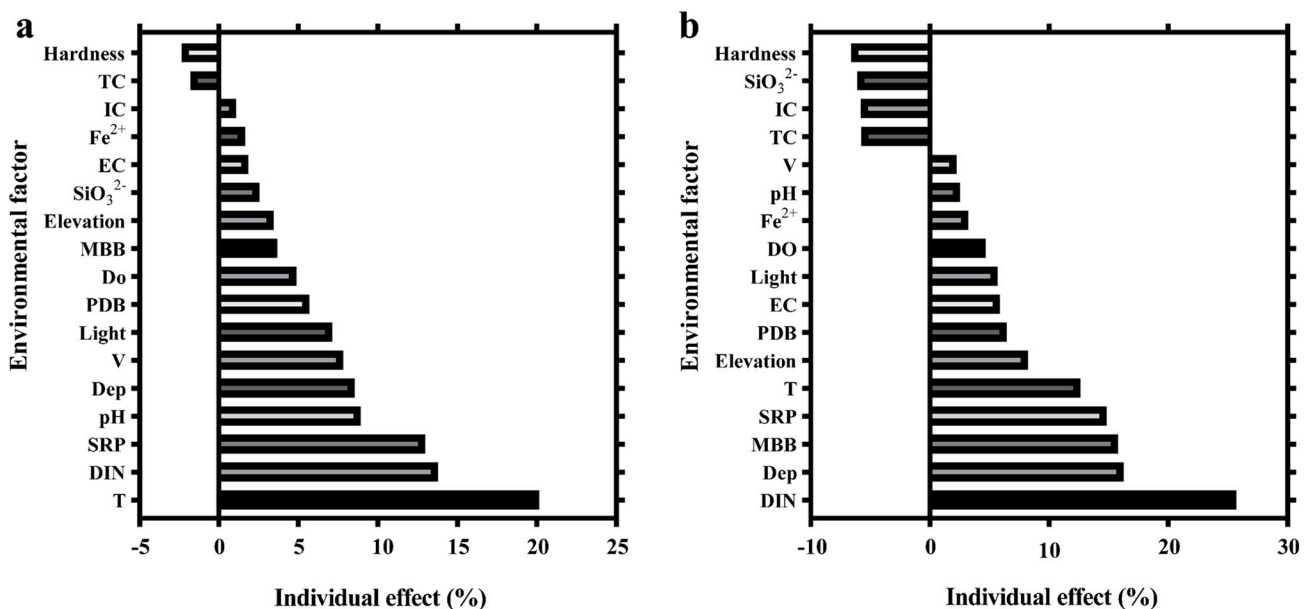 a
Environmental factor
Hardness
TC
IC
Fe²⁺
EC
SiO₃²⁻
Elevation
MBB
Do
PDB
Light
V
Dep
pH
SRP
DIN
T
-5 0 5 10 15 20 25
Individual effect (%)
b
Environmental factor
Hardness
SiO₃²⁻
IC
TC
V
pH
Fe²⁺
DO
Light
EC
PDB
Elevation
T
SRP
MBB
Dep
DIN
-10 0 10 20 30
Individual effect (%)